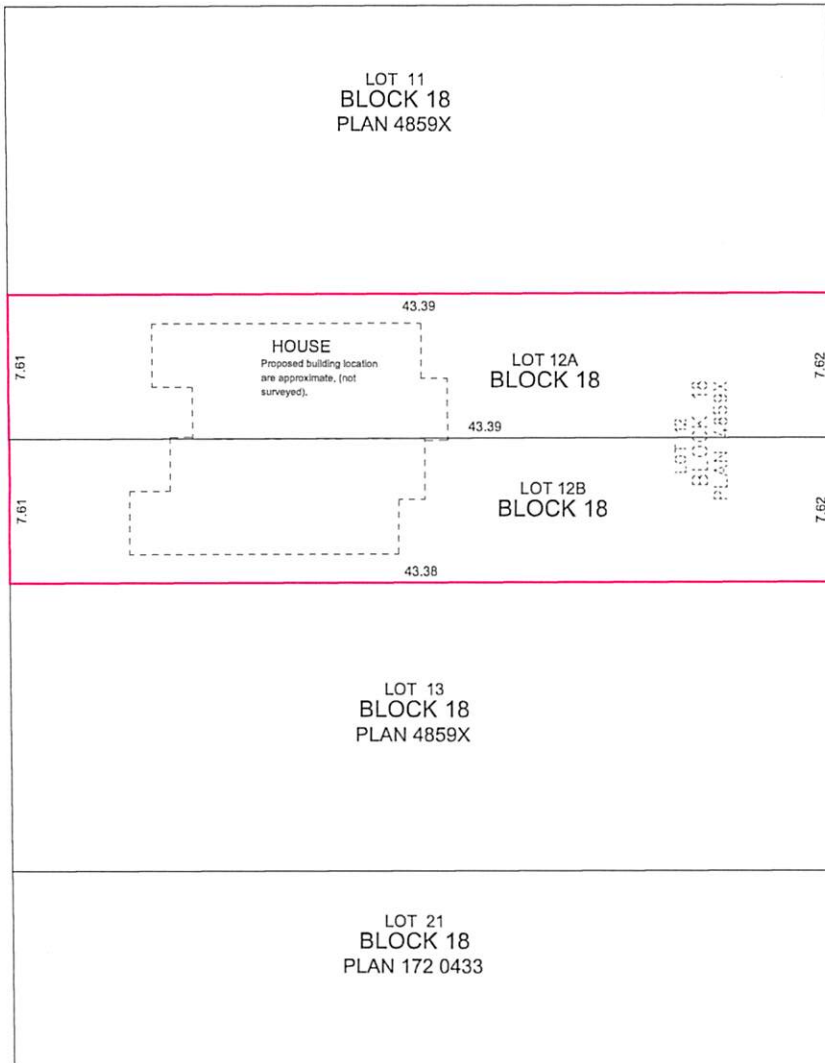 LOT 11
BLOCK 18
PLAN 4859X
43.39
7.61
HOUSE
Proposed building location
are approximate, (not
surveyed).
LOT 12A
BLOCK 18
7.62
43.39
LOT 12
BLOCK 18
PLAN 4859X
7.61
LOT 12B
BLOCK 18
7.62
43.38
LOT 13
BLOCK 18
PLAN 4859X
LOT 21
BLOCK 18
PLAN 172 0433